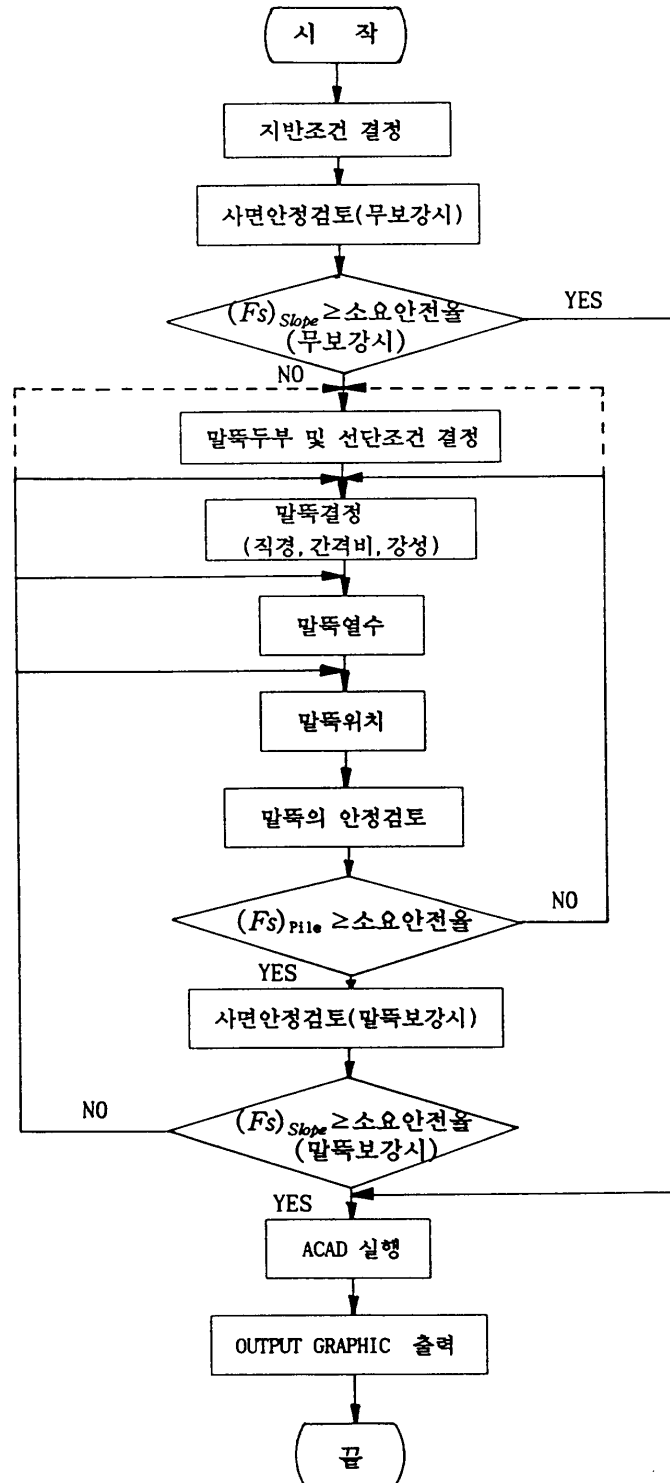 시 작
지반조건 결정
사면안정검토(무보강시)
(Fs)Slope ≥소요안전율
(무보강시)
YES
NO
말뚝두부 및 선단조건 결정
말뚝결정
(직경,간격비,강성)
말뚝열수
말뚝위치
말뚝의 안정검토
(Fs)Pile ≥소요안전율
NO
YES
사면안정검토(말뚝보강시)
(Fs)Slope ≥소요안전율
(말뚝보강시)
NO
YES
ACAD 실행
OUTPUT GRAPHIC 출력
끝